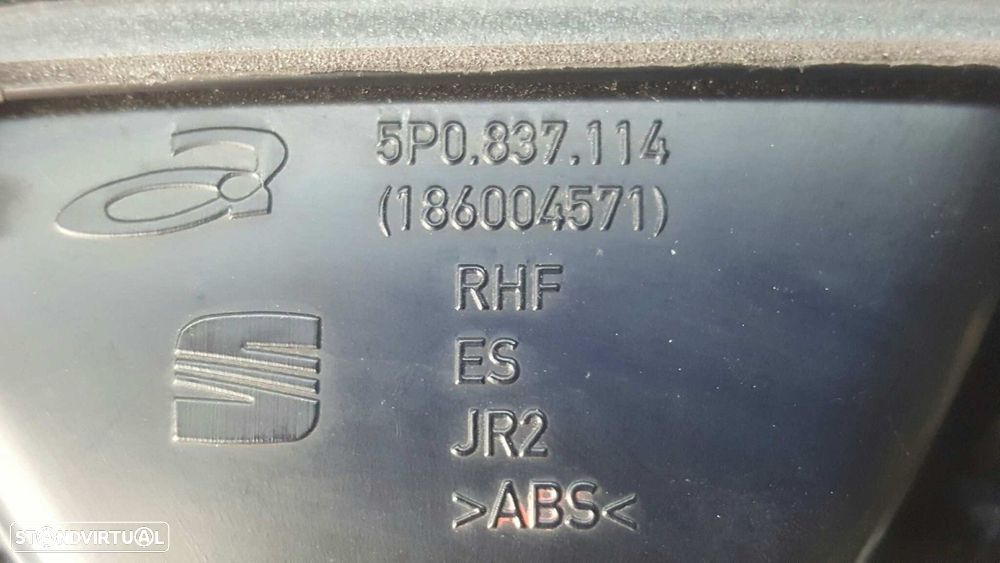 5P0.837.114
(186004571)
RHF
ES
JR2
>ABS<
STANDVIRTUAL